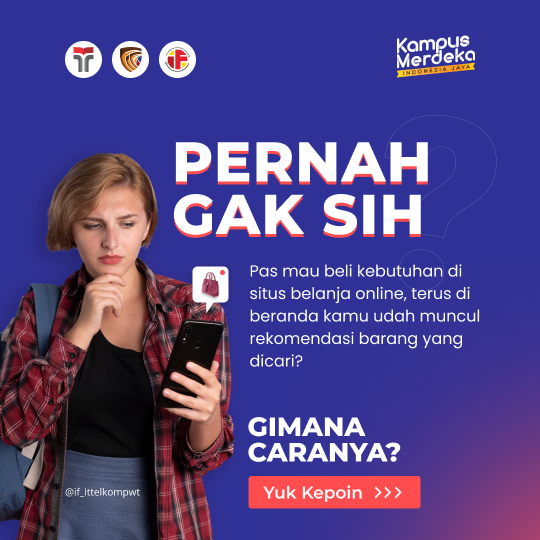 Kampus
Merdeka
INDONESIA JAYA
PERNAH
GAK SIH
?
Pas mau beli kebutuhan di
situs belanja online, terus di
beranda kamu udah muncul
rekomendasi barang yang
dicari?
GIMANA
CARANYA?
Yuk Kepoin >>>
@if_ittelkompwt